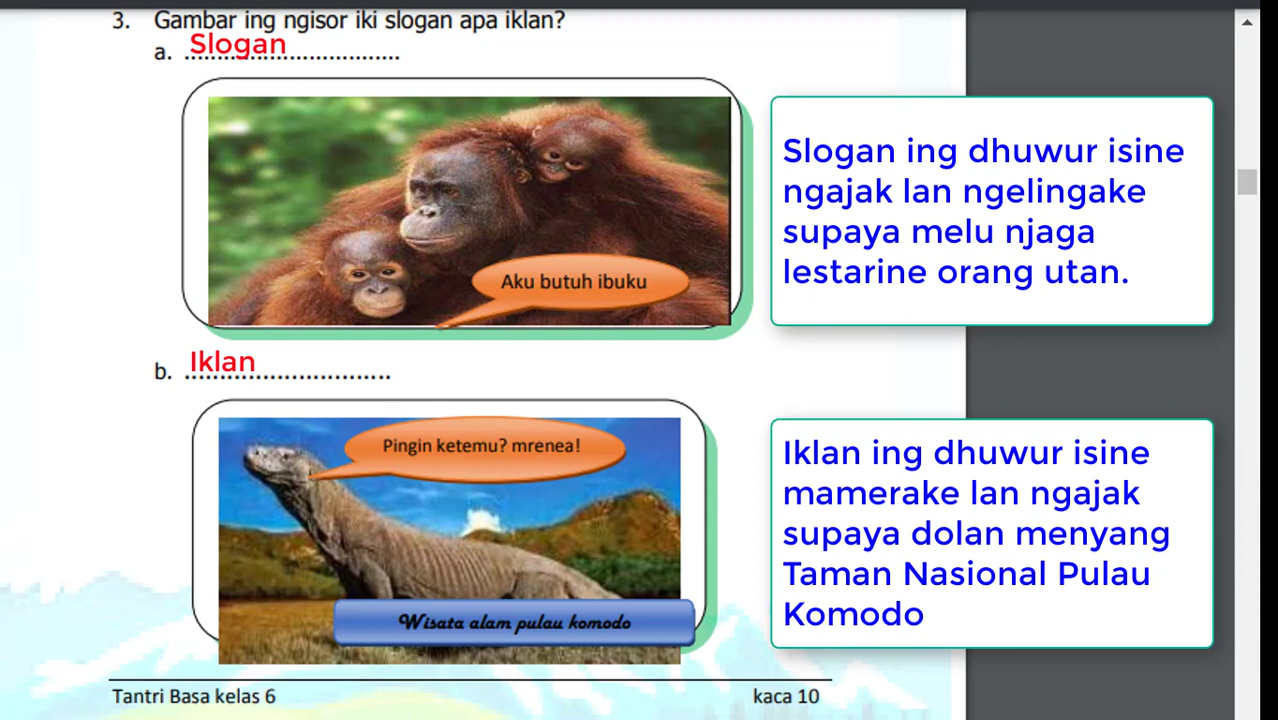 3. Gambar ing ngisor iki slogan apa iklan?
a. Slogan.................................
Aku butuh ibuku
Slogan ing dhuwur isine
ngajak lan ngelingake
supaya melu njaga
lestarine orang utan.
b. Iklan..............................
Pingin ketemu? mrenea!
Wisata alam pulau komodo
Iklan ing dhuwur isine
mamerake lan ngajak
supaya dolan menyang
Taman Nasional Pulau
Komodo
Tantri Basa kelas 6 kaca 10